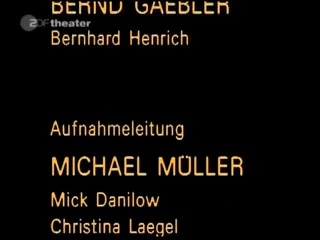 BERND GAEBLER
ZDFtheater
Bernhard Henrich
Aufnahmeleitung
MICHAEL MÜLLER
Mick Danilow
Christina Laegel